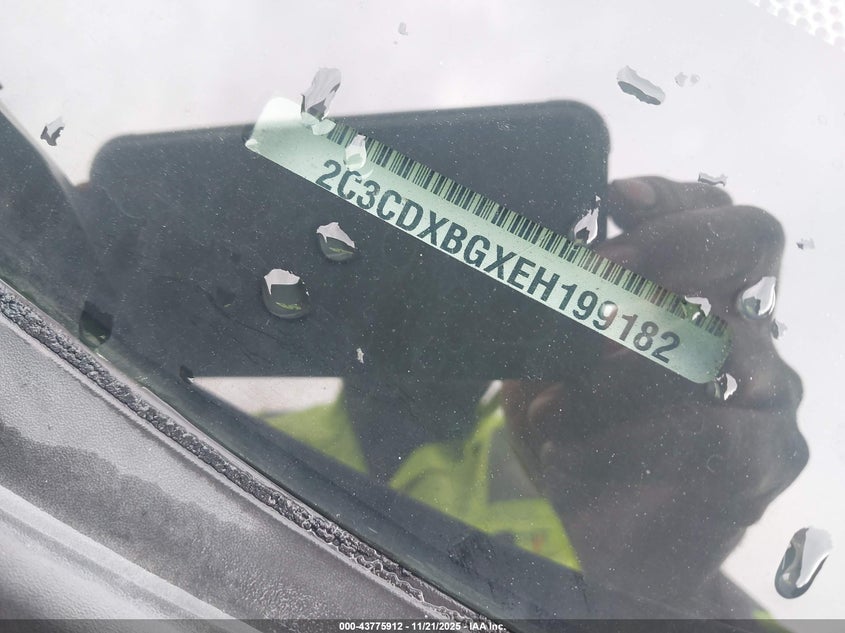 2C3CDXBGXEH199182
000-43775912 - 11/21/2025 - IAA Inc.